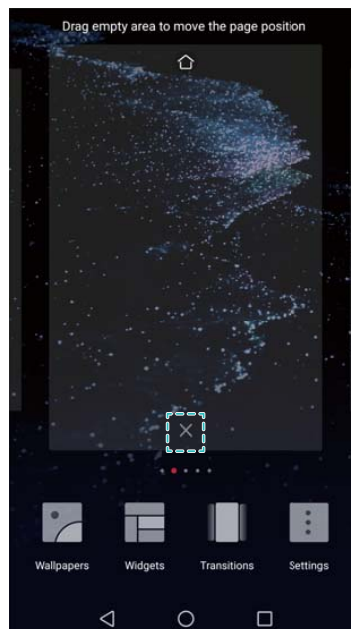 Drag empty area to move the page position
Wallpapers
Widgets
Transitions
Settings